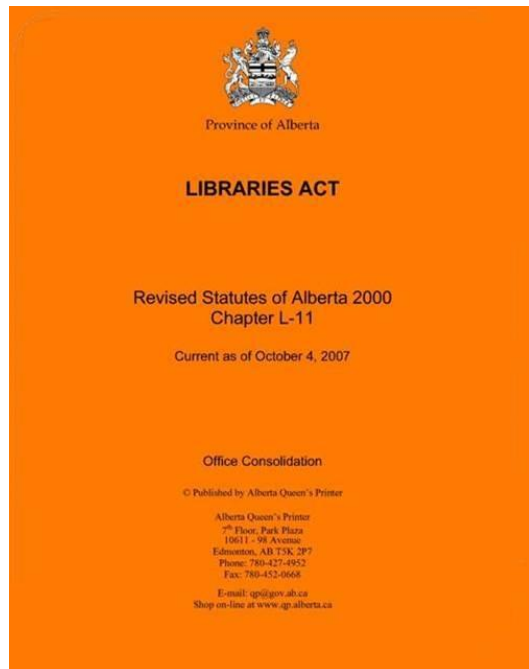 Province of Alberta
LIBRARIES ACT
Revised Statutes of Alberta 2000
Chapter L-11
Current as of October 4, 2007
Office Consolidation
© Published by Alberta Queen's Printer
Alberta Queen's Printer
7th Floor, Park Plaza
10611 - 98 Avenue
Edmonton, AB T5K 2P7
Phone: 780-427-4952
Fax: 780-452-0668
E-mail: qp@gov.ab.ca
Shop on-line at www.qp.alberta.ca